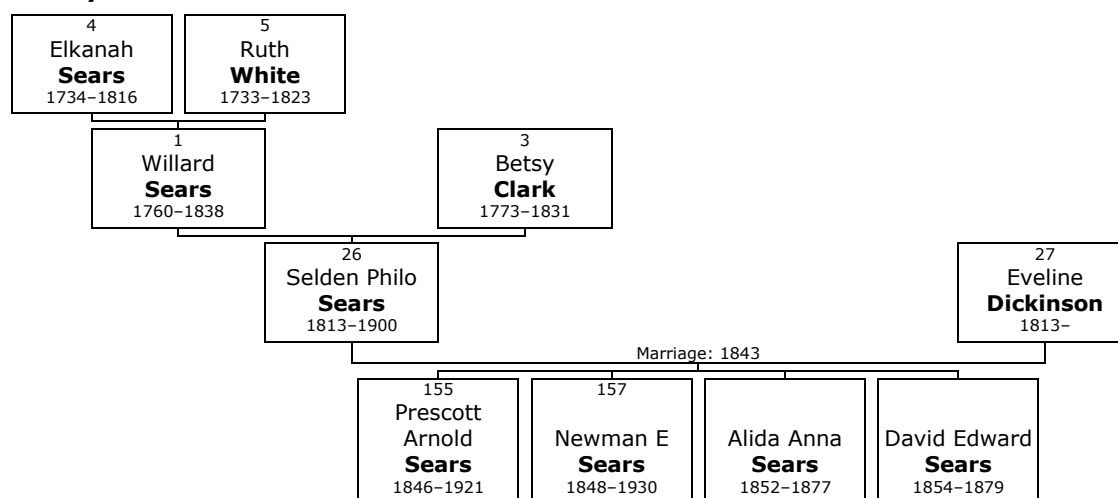 4
Elkanah
Sears
1734–1816
5
Ruth
White
1733–1823
1
Willard
Sears
1760–1838
3
Betsy
Clark
1773–1831
26
Selden Philo
Sears
1813–1900
27
Eveline
Dickinson
1813–
Marriage: 1843
155
Prescott
Arnold
Sears
1846–1921
157
Newman E
Sears
1848–1930
Alida Anna
Sears
1852–1877
David Edward
Sears
1854–1879